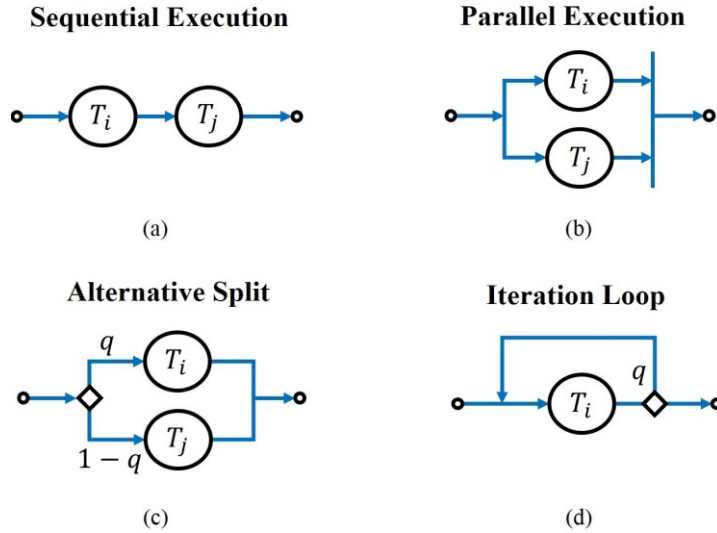 Sequential Execution
Parallel Execution
T_i
T_j
T_i
T_j
(a)
(b)
Alternative Split
Iteration Loop
q
T_i
T_j
1 − q
q
T_i
(c)
(d)